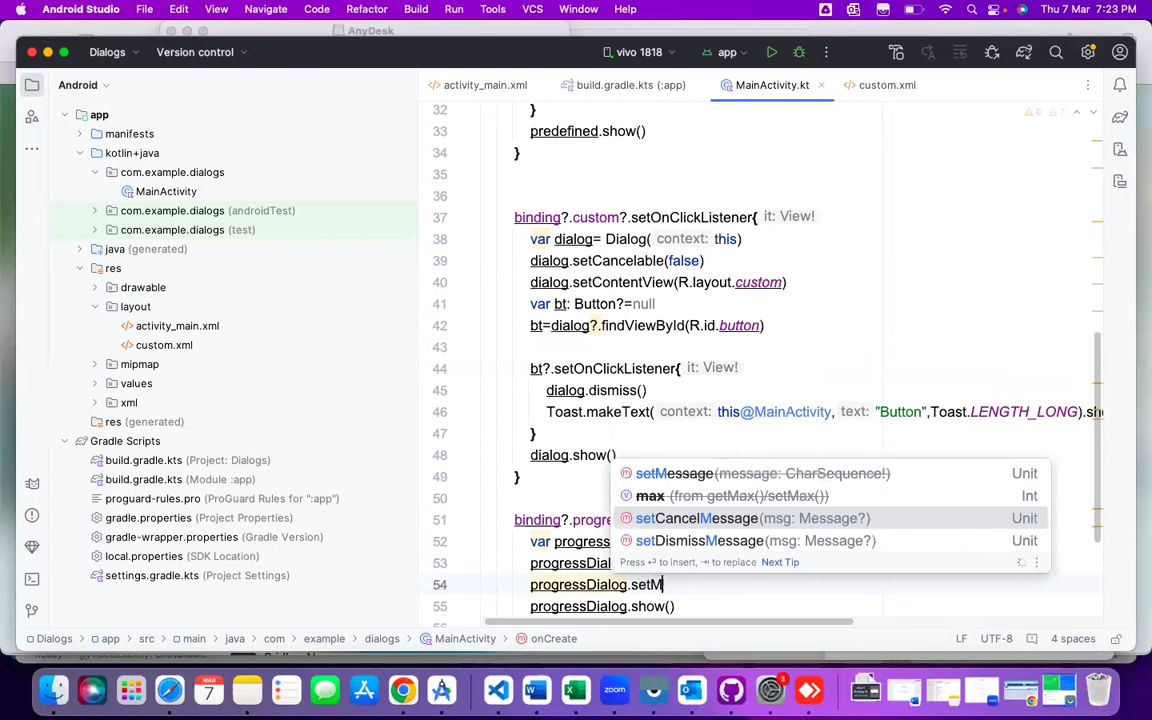 Android Studio File Edit View Navigate Code Refactor Build Run Tools VCS Window Help Thu 7 Mar 7:23 PM
AnyDesk
Dialogs Version control vivo 1818 app
Android activity_main.xml build.gradle.kts (:app) MainActivity.kt custom.xml
app
manifests
kotlin+java
com.example.dialogs
MainActivity
com.example.dialogs (androidTest)
com.example.dialogs (test)
java (generated)
res
drawable
layout
activity_main.xml
custom.xml
mipmap
values
xml
res (generated)
Gradle Scripts
build.gradle.kts (Project: Dialogs)
build.gradle.kts (Module :app)
proguard-rules.pro (ProGuard Rules for ":app")
gradle.properties (Project Properties)
gradle-wrapper.properties (Gradle Version)
local.properties (SDK Location)
settings.gradle.kts (Project Settings)
32 }
33 predefined.show()
34 }
35
36
37 binding?.custom?.setOnClickListener{ it: View!
38 var dialog= Dialog( context: this)
39 dialog.setCancelable(false)
40 dialog.setContentView(R.layout.custom)
41 var bt: Button?=null
42 bt=dialog?.findViewById(R.id.button)
43
44 bt?.setOnClickListener{ it: View!
45 dialog.dismiss()
46 Toast.makeText( context: this@MainActivity, text: "Button",Toast.LENGTH_LONG).sho
47 }
48 dialog.show()
49 }
50
51 binding?.progre
52 var progress
53 progressDial
54 progressDialog.setM
55 progressDialog.show()
setMessage(message: CharSequence!) Unit
max (from getMax()/setMax()) Int
setCancelMessage(msg: Message?) Unit
setDismissMessage(msg: Message?) Unit
Press ⏎ to insert, ⇥ to replace Next Tip
Dialogs app src main java com example dialogs MainActivity onCreate LF UTF-8 4 spaces
MAR
7
zoom
3